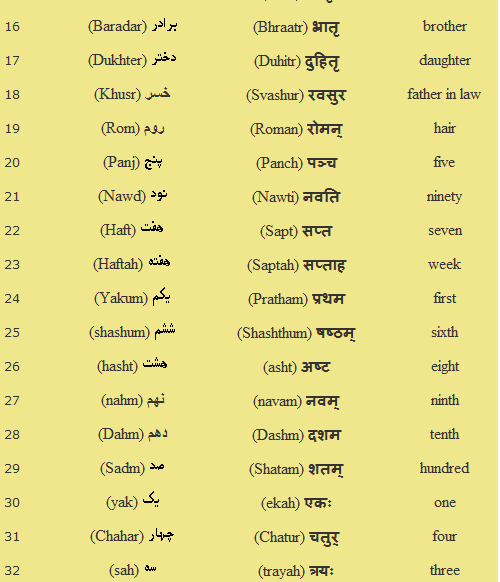 16 (Baradar) برادر (Bhraatr) भ्रातृ brother
17 (Dukhter) دختر (Duhitr) दुहितृ daughter
18 (Khusr) خسر (Svashur) रवसुर father in law
19 (Rom) روم (Roman) रोमन् hair
20 (Panj) پنج (Panch) पञ्च five
21 (Nawd) نود (Nawti) नवति ninety
22 (Haft) هفت (Sapt) सप्त seven
23 (Haftah) هفته (Saptah) सप्ताह week
24 (Yakum) یکم (Pratham) प्रथम first
25 (shashum) ششم (Shashthum) षष्ठम् sixth
26 (hasht) هشت (asht) अष्ट eight
27 (nahm) نهم (navam) नवम् ninth
28 (Dahm) دهم (Dashm) दशम tenth
29 (Sadm) صد (Shatam) शतम् hundred
30 (yak) یک (ekah) एकः one
31 (Chahar) چهار (Chatur) चतुर् four
32 (sah) سه (trayah) त्रयः three